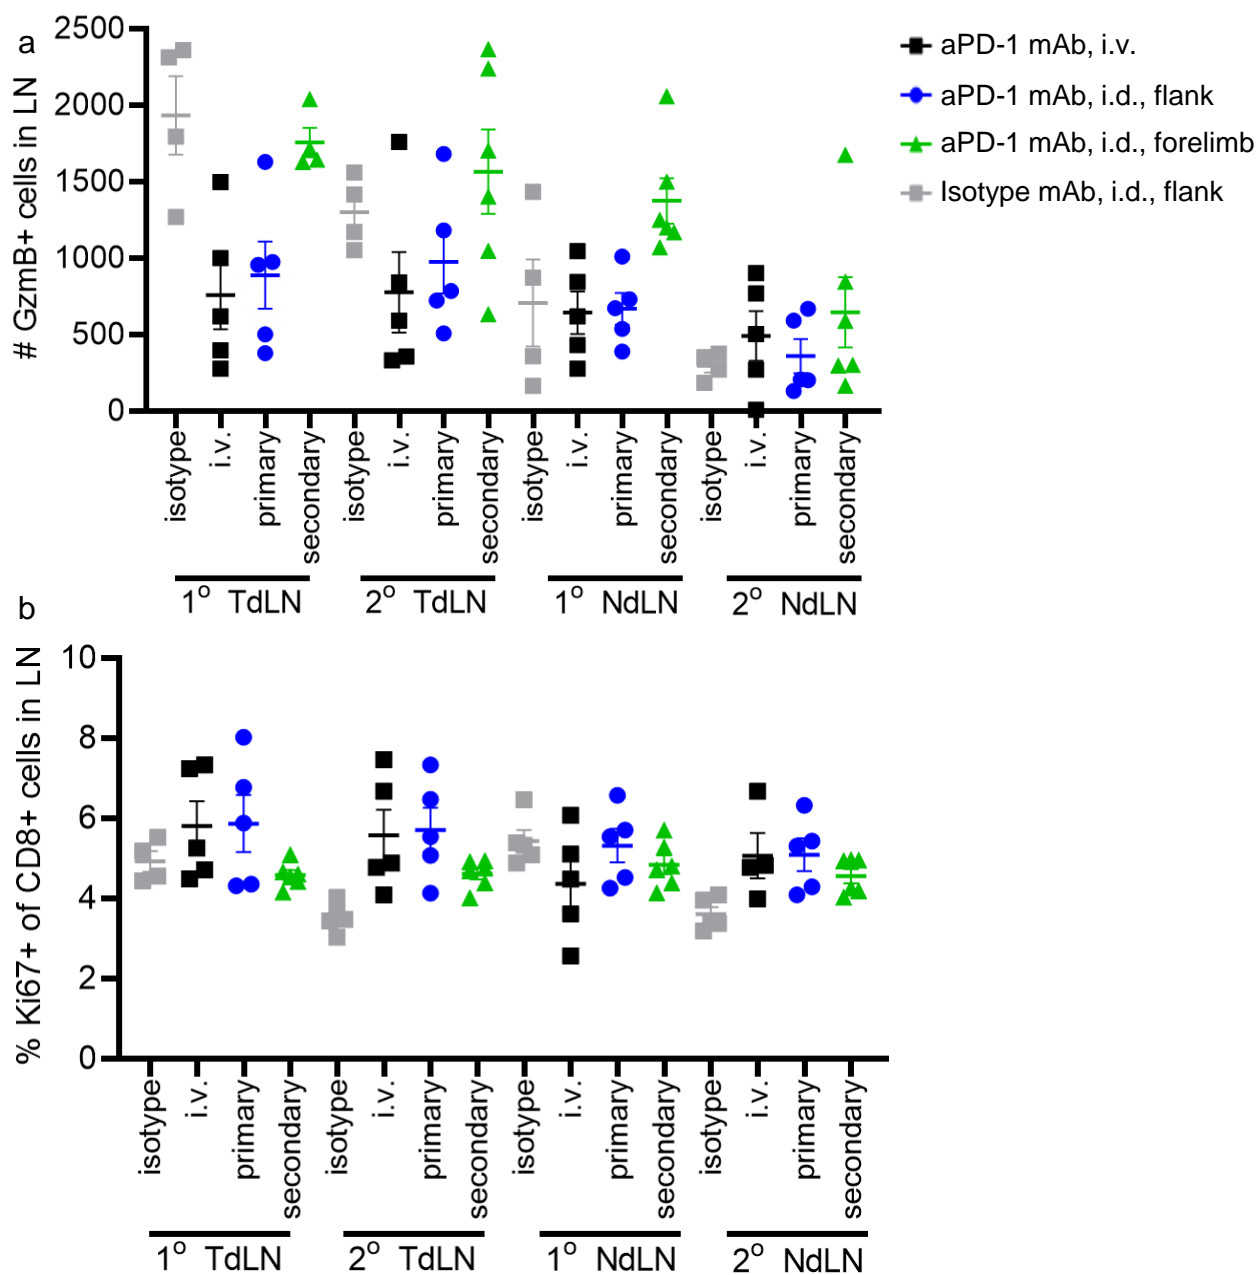 a
# GzmB+ cells in LN
2500
2000
1500
1000
500
0
isotype
i.v.
primary
secondary
isotype
i.v.
primary
secondary
isotype
i.v.
primary
secondary
isotype
i.v.
primary
secondary
1° TdLN
2° TdLN
1° NdLN
2° NdLN
aPD-1 mAb, i.v.
aPD-1 mAb, i.d., flank
aPD-1 mAb, i.d., forelimb
Isotype mAb, i.d., flank
b
% Ki67+ of CD8+ cells in LN
10
8
6
4
2
0
isotype
i.v.
primary
secondary
isotype
i.v.
primary
secondary
isotype
i.v.
primary
secondary
isotype
i.v.
primary
secondary
1° TdLN
2° TdLN
1° NdLN
2° NdLN